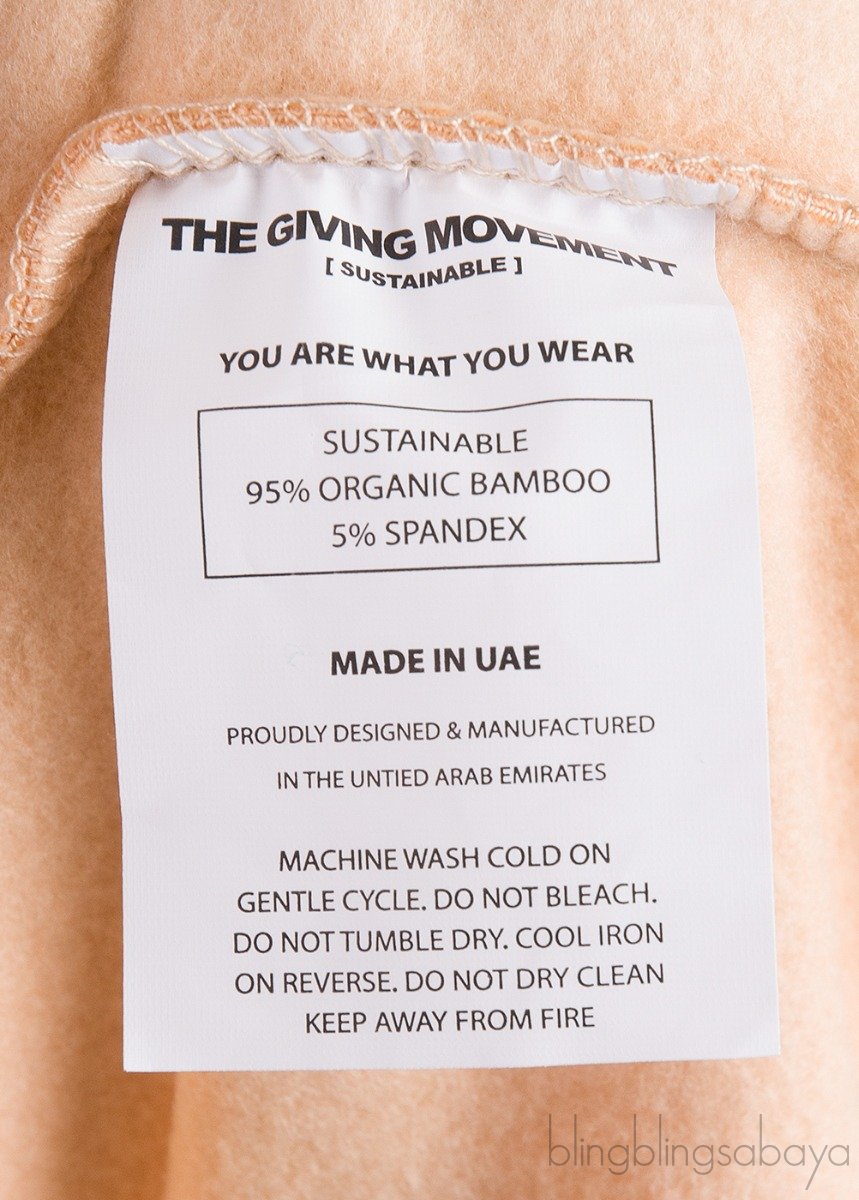 THE GIVING MOVEMENT
[ SUSTAINABLE ]
YOU ARE WHAT YOU WEAR
SUSTAINABLE
95% ORGANIC BAMBOO
5% SPANDEX
MADE IN UAE
PROUDLY DESIGNED & MANUFACTURED
IN THE UNTIED ARAB EMIRATES
MACHINE WASH COLD ON
GENTLE CYCLE. DO NOT BLEACH.
DO NOT TUMBLE DRY. COOL IRON
ON REVERSE. DO NOT DRY CLEAN
KEEP AWAY FROM FIRE
blingblingsabaya